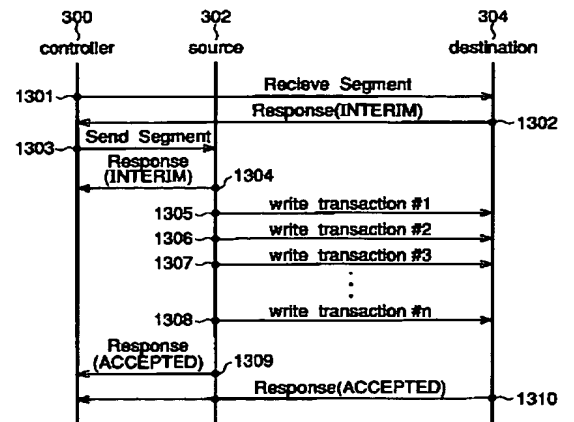 300 302 304
controller source destination
1301 Recieve Segment
Response(INTERIM) 1302
1303 Send Segment
Response
(INTERIM) 1304
1305 write transaction #1
1306 write transaction #2
1307 write transaction #3
1308 write transaction #n
Response
(ACCEPTED) 1309
Response(ACCEPTED) 1310